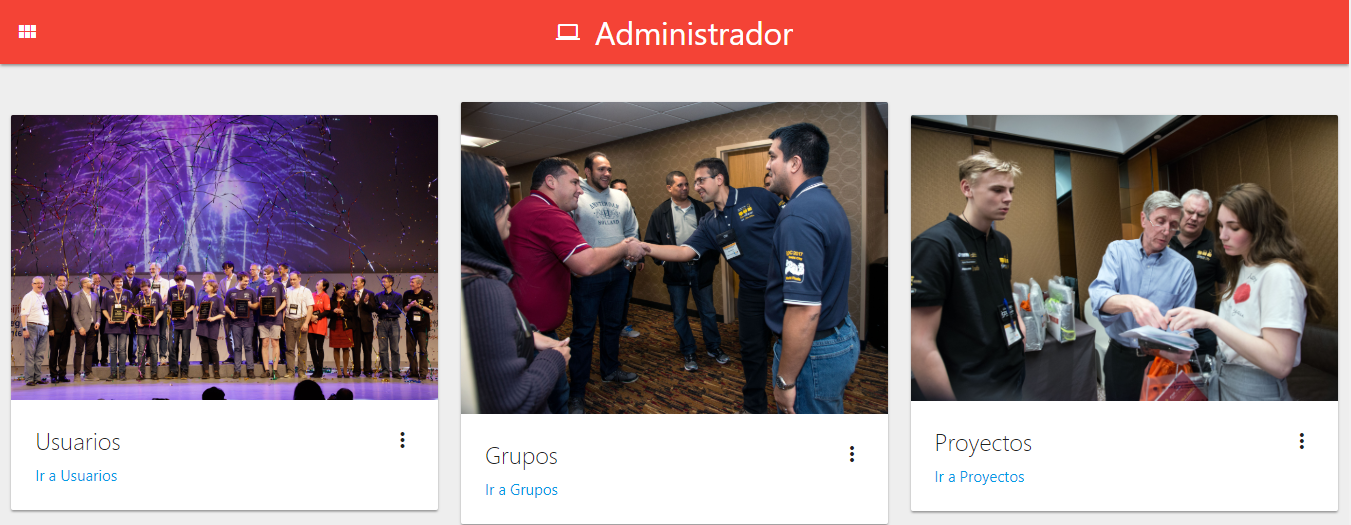 Administrador
Usuarios
Ir a Usuarios
Grupos
Ir a Grupos
Proyectos
Ir a Proyectos